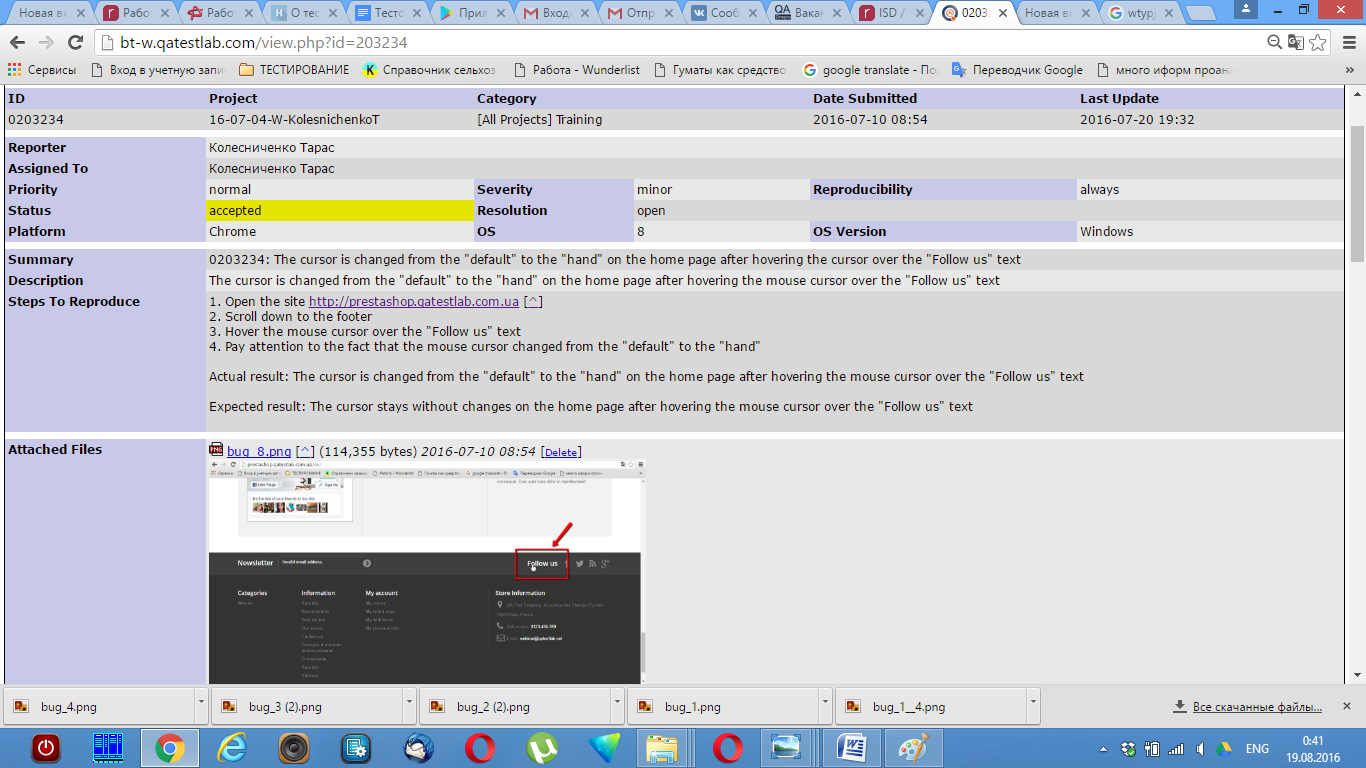 Новая вк Работ Работ О тес Тесто Прил Входя Отпр Сооб Вакан ISD 0203 Новая вк wtyp
bt-w.qatestlab.com/view.php?id=203234
Сервисы Вход в учетную запи ТЕСТИРОВАНИЕ Справочник сельхоз Работа - Wunderlist Гуматы как средство google translate - По Переводчик Google много иформ проана »
ID Project Category Date Submitted Last Update
0203234 16-07-04-W-KolesnichenkoT [All Projects] Training 2016-07-10 08:54 2016-07-20 19:32
Reporter Колесниченко Тарас
Assigned To Колесниченко Тарас
Priority normal Severity minor Reproducibility always
Status accepted Resolution open
Platform Chrome OS 8 OS Version Windows
Summary 0203234: The cursor is changed from the "default" to the "hand" on the home page after hovering the cursor over the "Follow us" text
Description The cursor is changed from the "default" to the "hand" on the home page after hovering the mouse cursor over the "Follow us" text
Steps To Reproduce 1. Open the site http://prestashop.qatestlab.com.ua [^]
2. Scroll down to the footer
3. Hover the mouse cursor over the "Follow us" text
4. Pay attention to the fact that the mouse cursor changed from the "default" to the "hand"
Actual result: The cursor is changed from the "default" to the "hand" on the home page after hovering the mouse cursor over the "Follow us" text
Expected result: The cursor stays without changes on the home page after hovering the mouse cursor over the "Follow us" text
Attached Files bug_8.png [^] (114,355 bytes) 2016-07-10 08:54 [Delete]
Newsletter Invalid email address. Follow us
Categories Information My account Store Information
bug_4.png bug_3 (2).png bug_2 (2).png bug_1.png bug_1__4.png Все скачанные файлы...
ENG 0:41
19.08.2016